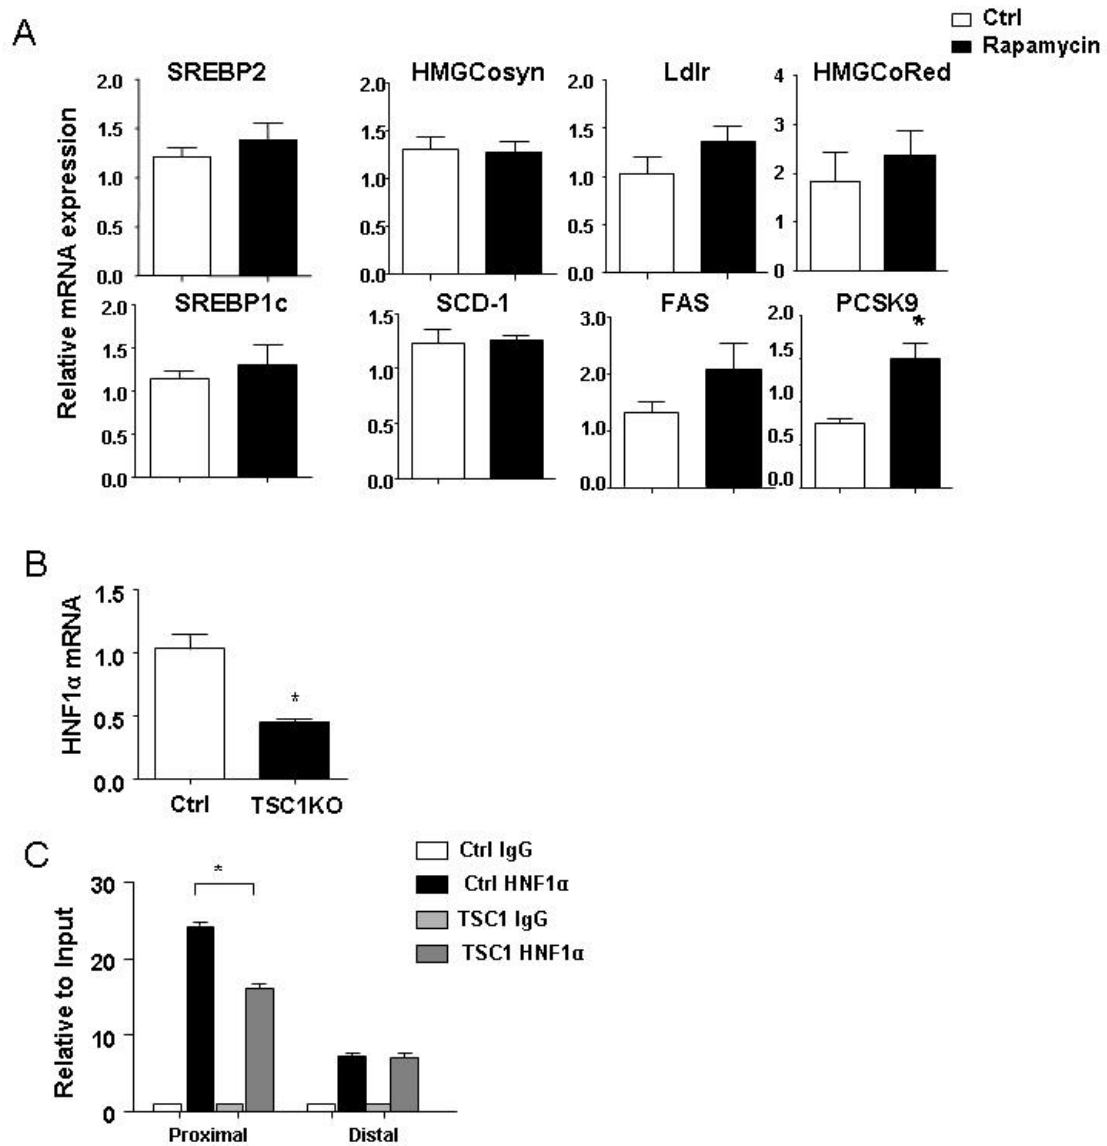 A
Ctrl
Rapamycin
Relative mRNA expression
SREBP2
2.0
1.5
1.0
0.5
0.0
HMGCosyn
2.0
1.5
1.0
0.5
0.0
Ldlr
2.0
1.5
1.0
0.5
0.0
HMGCoRed
4
3
2
1
0
SREBP1c
2.0
1.5
1.0
0.5
0.0
SCD-1
1.5
1.0
0.5
0.0
FAS
3.0
2.0
1.0
0.0
PCSK9
*
2.0
1.5
1.0
0.5
0.0
B
HNF1α mRNA
1.5
1.0
0.5
0.0
*
Ctrl TSC1KO
C
Ctrl IgG
Ctrl HNF1α
TSC1 IgG
TSC1 HNF1α
Relative to Input
30
20
10
0
*
Proximal Distal